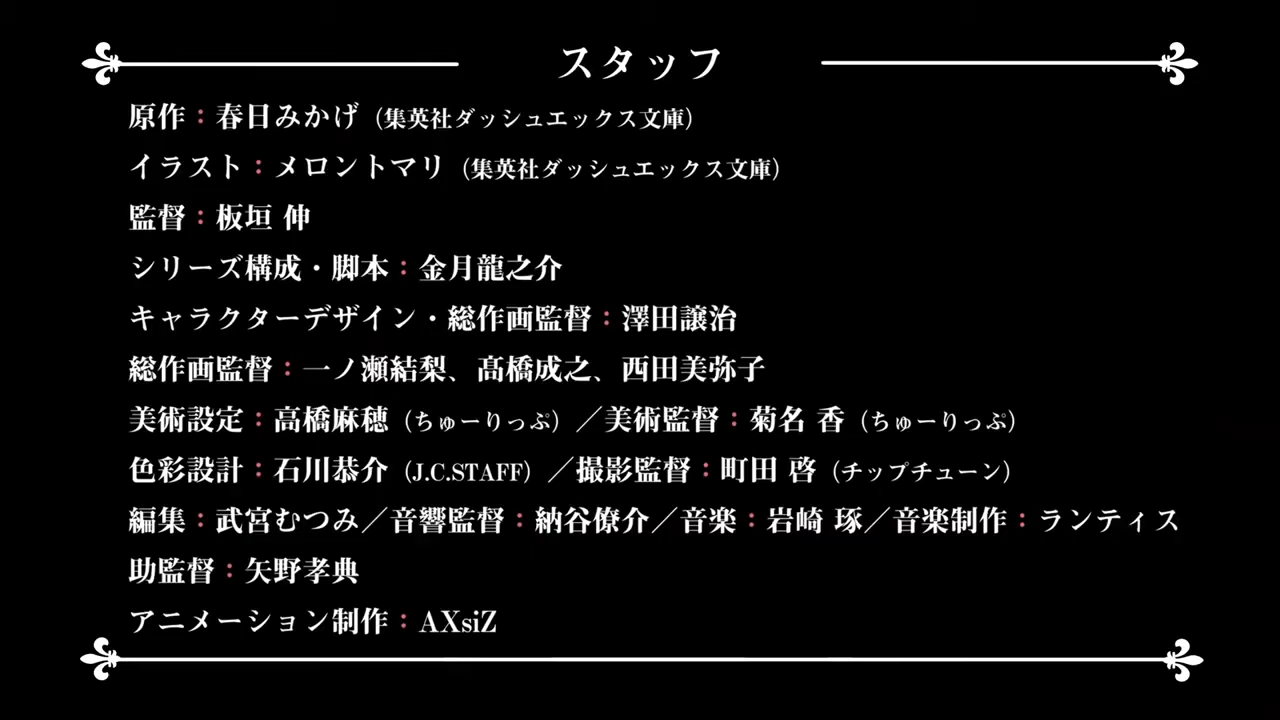 スタッフ
原作：春日みかげ（集英社ダッシュエックス文庫）
イラスト：メロントマリ（集英社ダッシュエックス文庫）
監督：板垣 伸
シリーズ構成・脚本：金月龍之介
キャラクターデザイン・総作画監督：澤田譲治
総作画監督：一ノ瀬結梨、髙橋成之、西田美弥子
美術設定：高橋麻穂（ちゅーりっぷ）／美術監督：菊名 香（ちゅーりっぷ）
色彩設計：石川恭介（J.C.STAFF）／撮影監督：町田 啓（チップチューン）
編集：武宮むつみ／音響監督：納谷僚介／音楽：岩崎 琢／音楽制作：ランティス
助監督：矢野孝典
アニメーション制作：AXsiZ